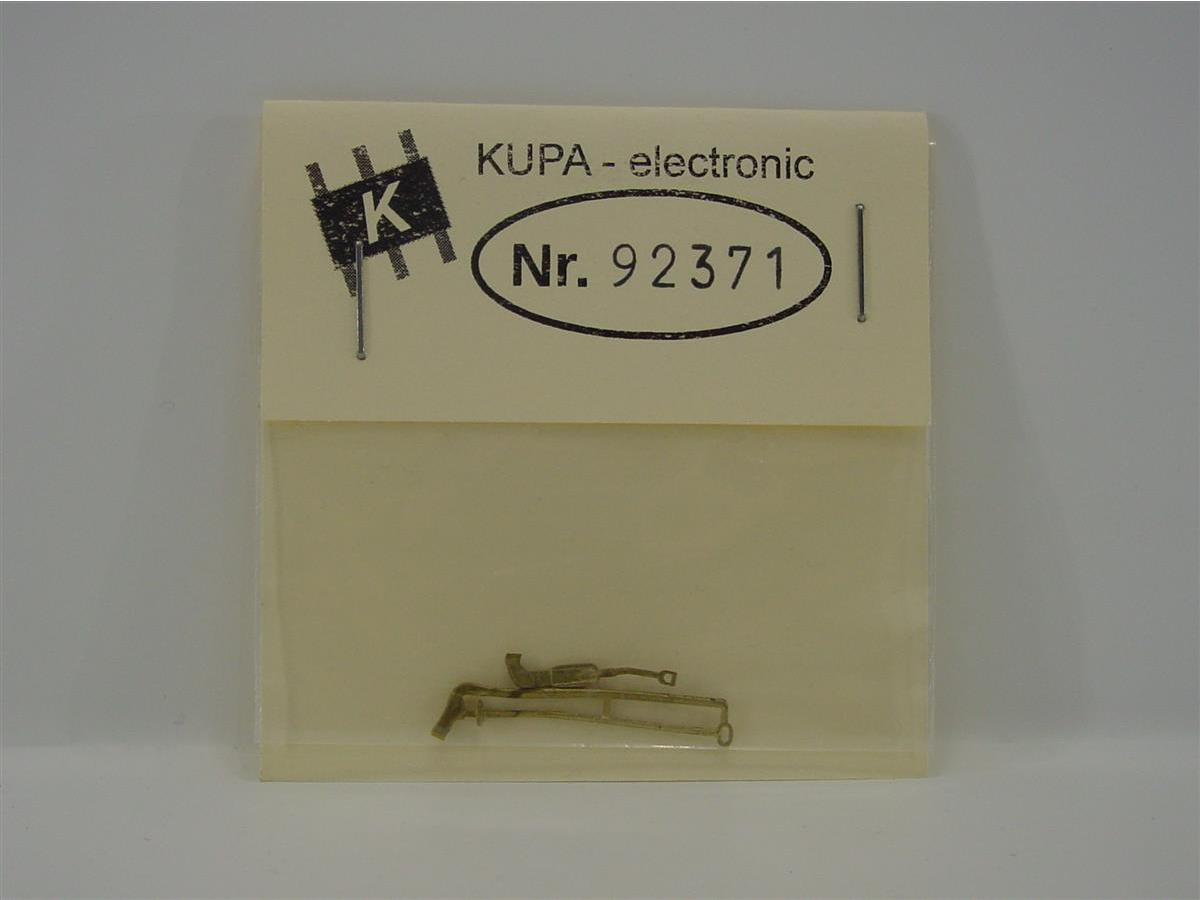 K
KUPA - electronic
Nr. 92371